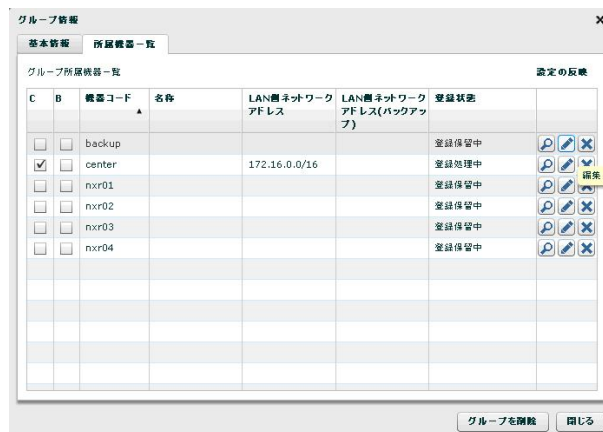 グループ情報
基本情報 所属機器一覧
グループ所属機器一覧 設定の反映
C B 機器コード 名称 LAN側ネットワークアドレス LAN側ネットワークアドレス(バックアップ) 登録状態
backup 登録保留中
center 172.16.0.0/16 登録処理中
編集
nxr01 登録保留中
nxr02 登録保留中
nxr03 登録保留中
nxr04 登録保留中
グループを削除 閉じる